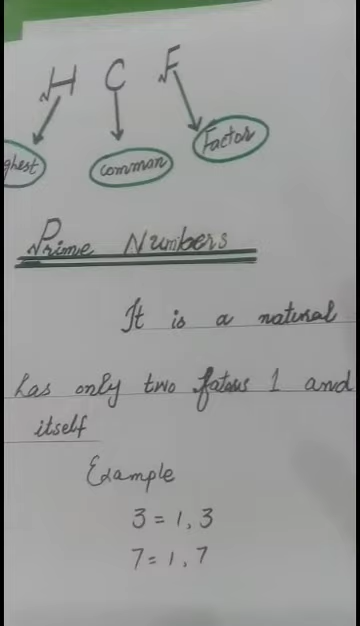 H C F
ghest common Factor
Prime Numbers
It is a natural
has only two fators 1 and
itself
Example
3 = 1, 3
7 = 1, 7